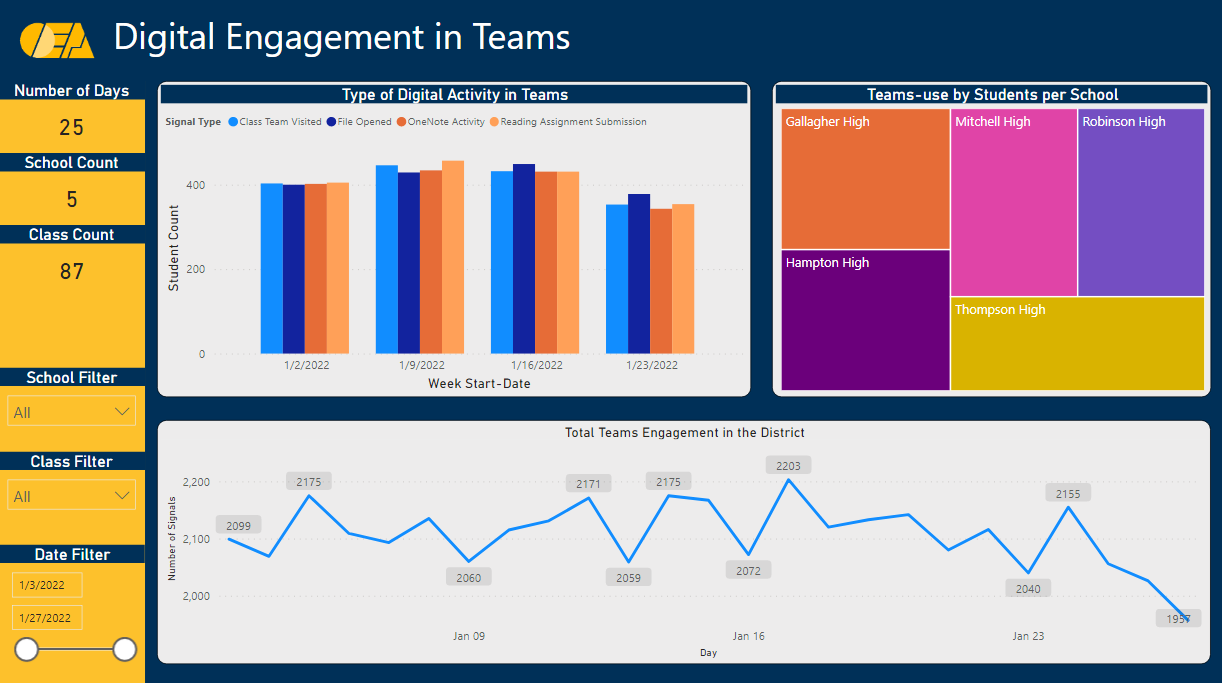 OEA Digital Engagement in Teams
Number of Days
25
School Count
5
Class Count
87
School Filter
All
Class Filter
All
Date Filter
1/3/2022
1/27/2022
Type of Digital Activity in Teams
Signal Type Class Team Visited File Opened OneNote Activity Reading Assignment Submission
Student Count
400
200
0
1/2/2022 1/9/2022 1/16/2022 1/23/2022
Week Start-Date
Teams-use by Students per School
Gallagher High
Mitchell High
Robinson High
Hampton High
Thompson High
Total Teams Engagement in the District
Number of Signals
2,200
2,100
2,000
2099
2175
2060
2171
2059
2175
2072
2203
2040
2155
1957
Jan 09 Jan 16 Jan 23
Day